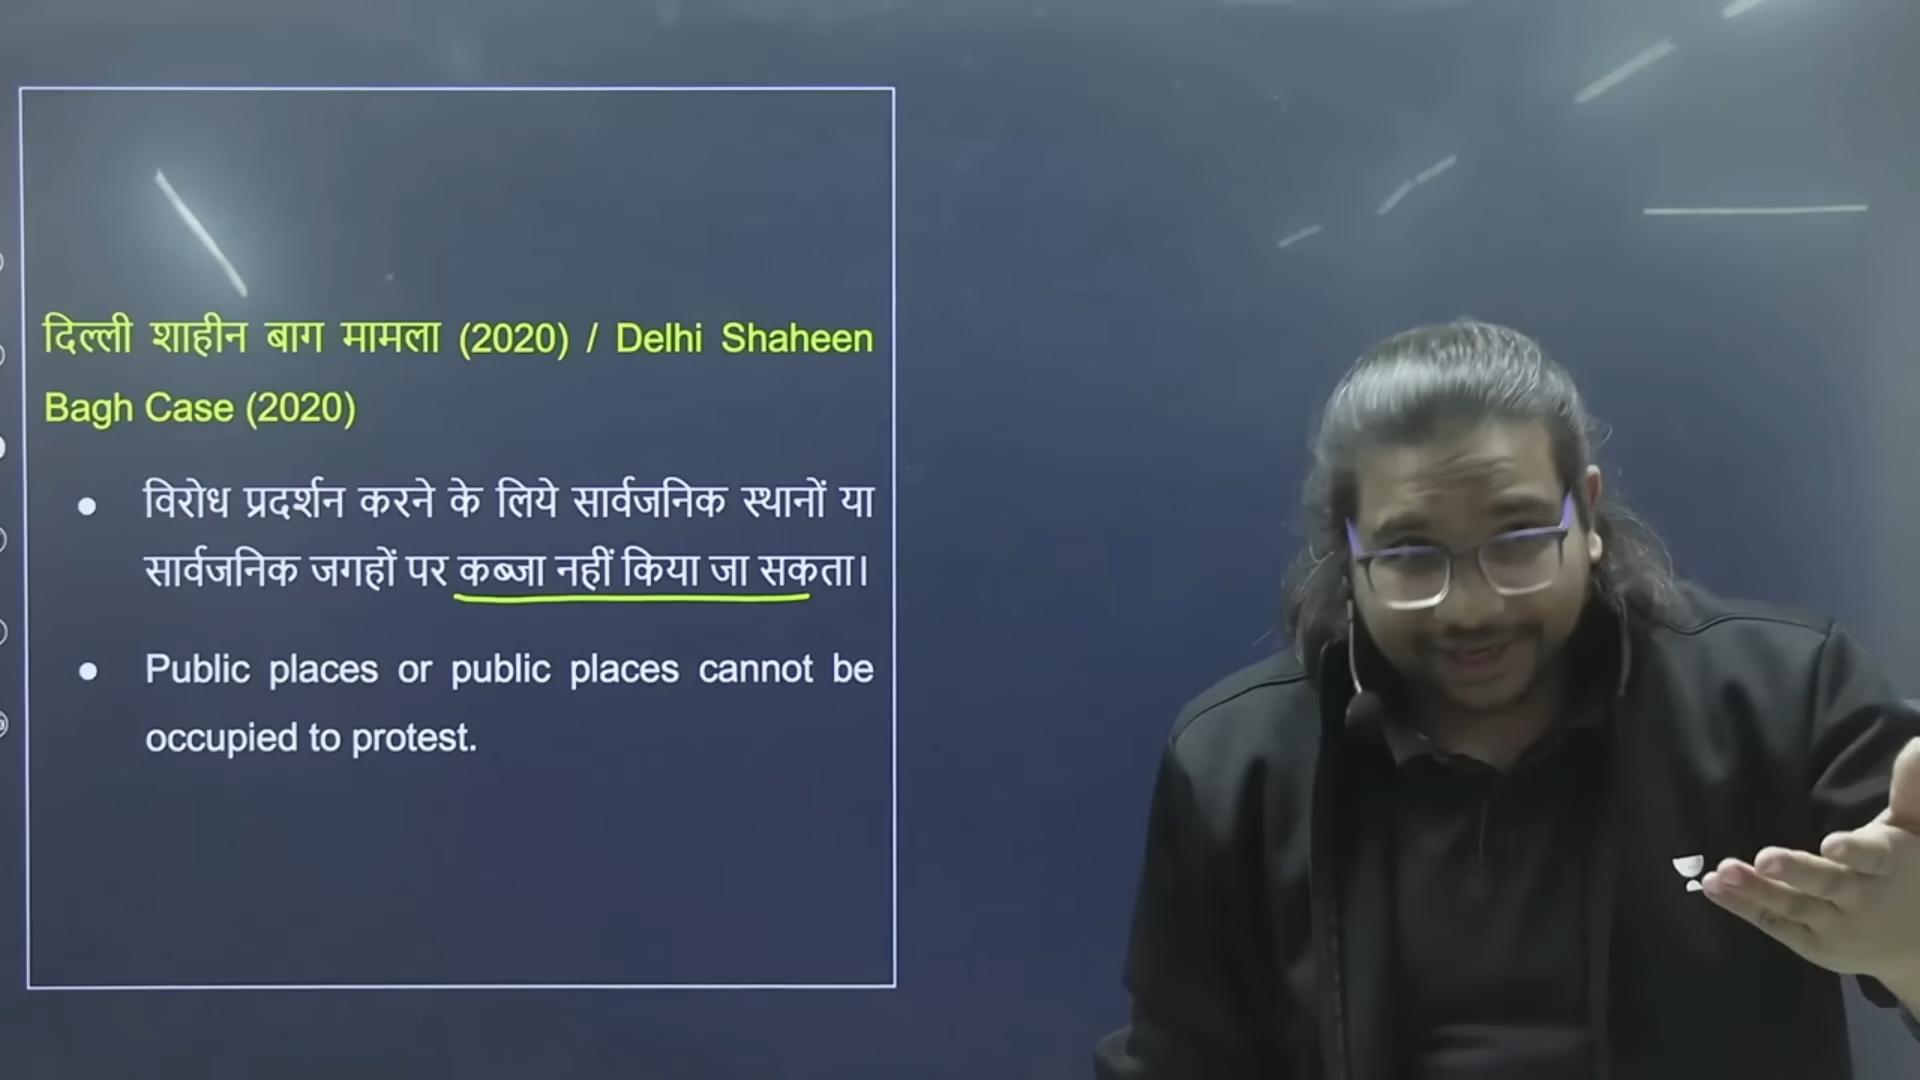 दिल्ली शाहीन बाग मामला (2020) / Delhi Shaheen
Bagh Case (2020)
● विरोध प्रदर्शन करने के लिये सार्वजनिक स्थानों या
सार्वजनिक जगहों पर कब्जा नहीं किया जा सकता।
● Public places or public places cannot be
occupied to protest.